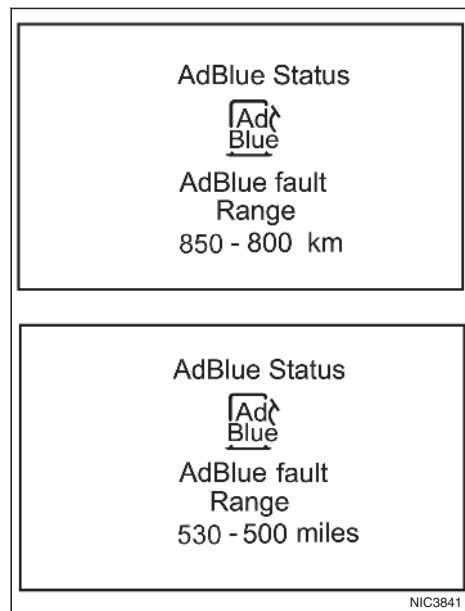 AdBlue Status
Ad
Blue
AdBlue fault
Range
850 - 800 km
AdBlue Status
Ad
Blue
AdBlue fault
Range
530 - 500 miles
NIC3841